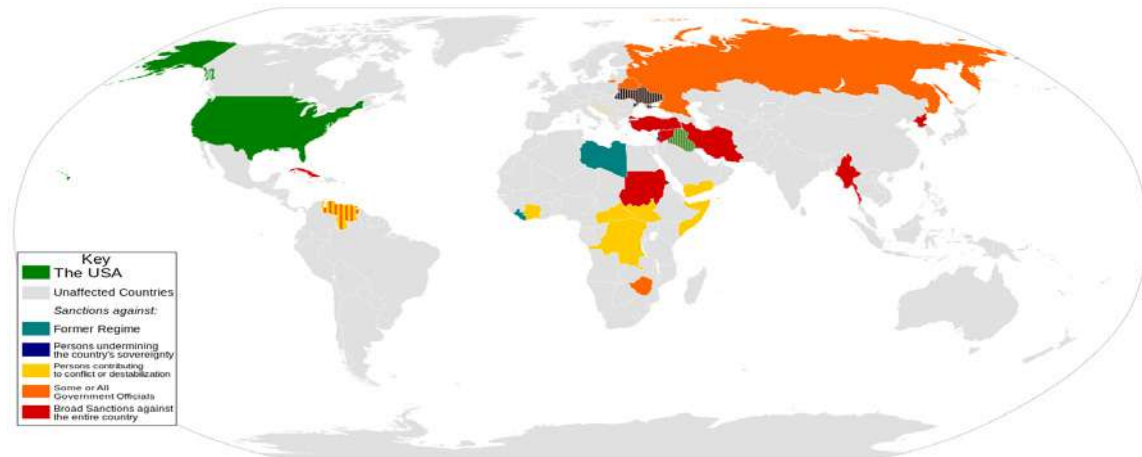 Key
The USA
Unaffected Countries
Sanctions against:
Former Regime
Persons undermining
the country's sovereignty
Persons contributing
to conflict or destabilization
Some or All
Government Officials
Broad Sanctions against
the entire country